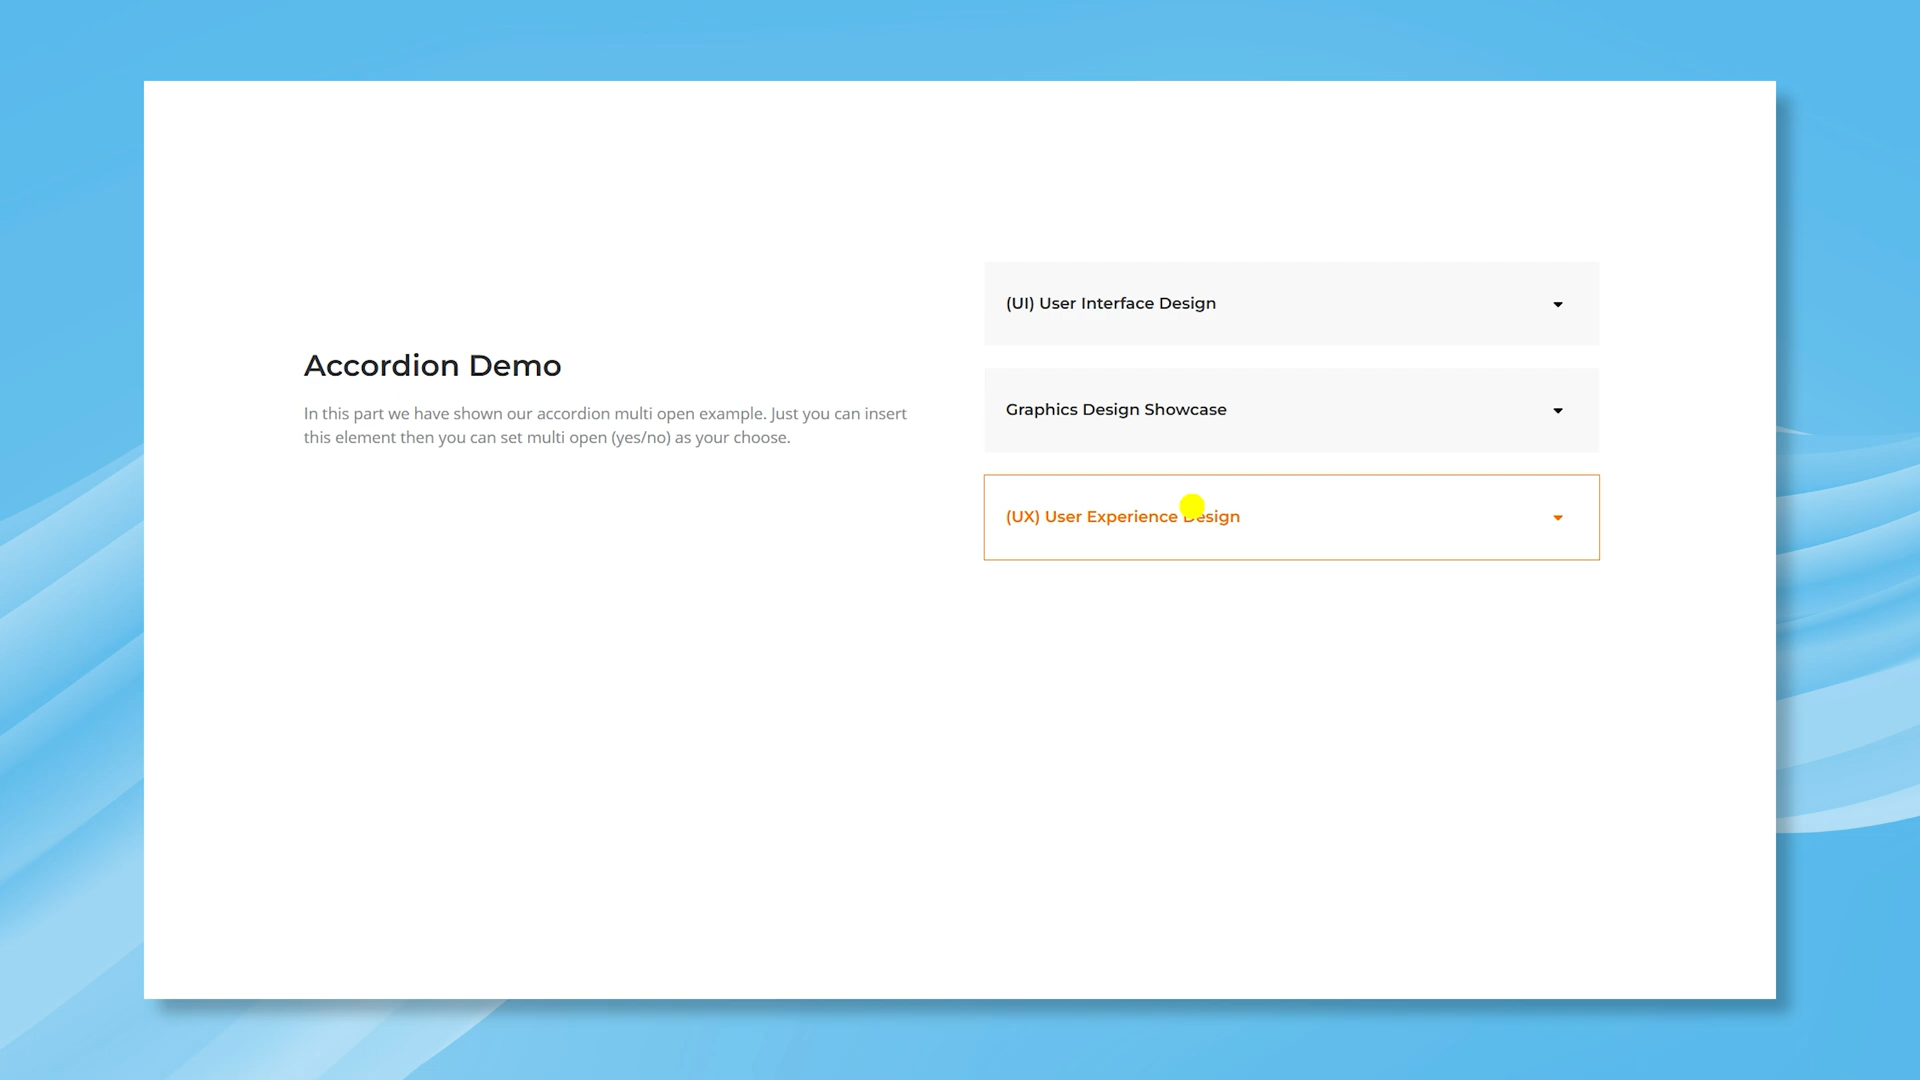 Accordion Demo
In this part we have shown our accordion multi open example. Just you can insert
this element then you can set multi open (yes/no) as your choose.
(UI) User Interface Design
Graphics Design Showcase
(UX) User Experience Design